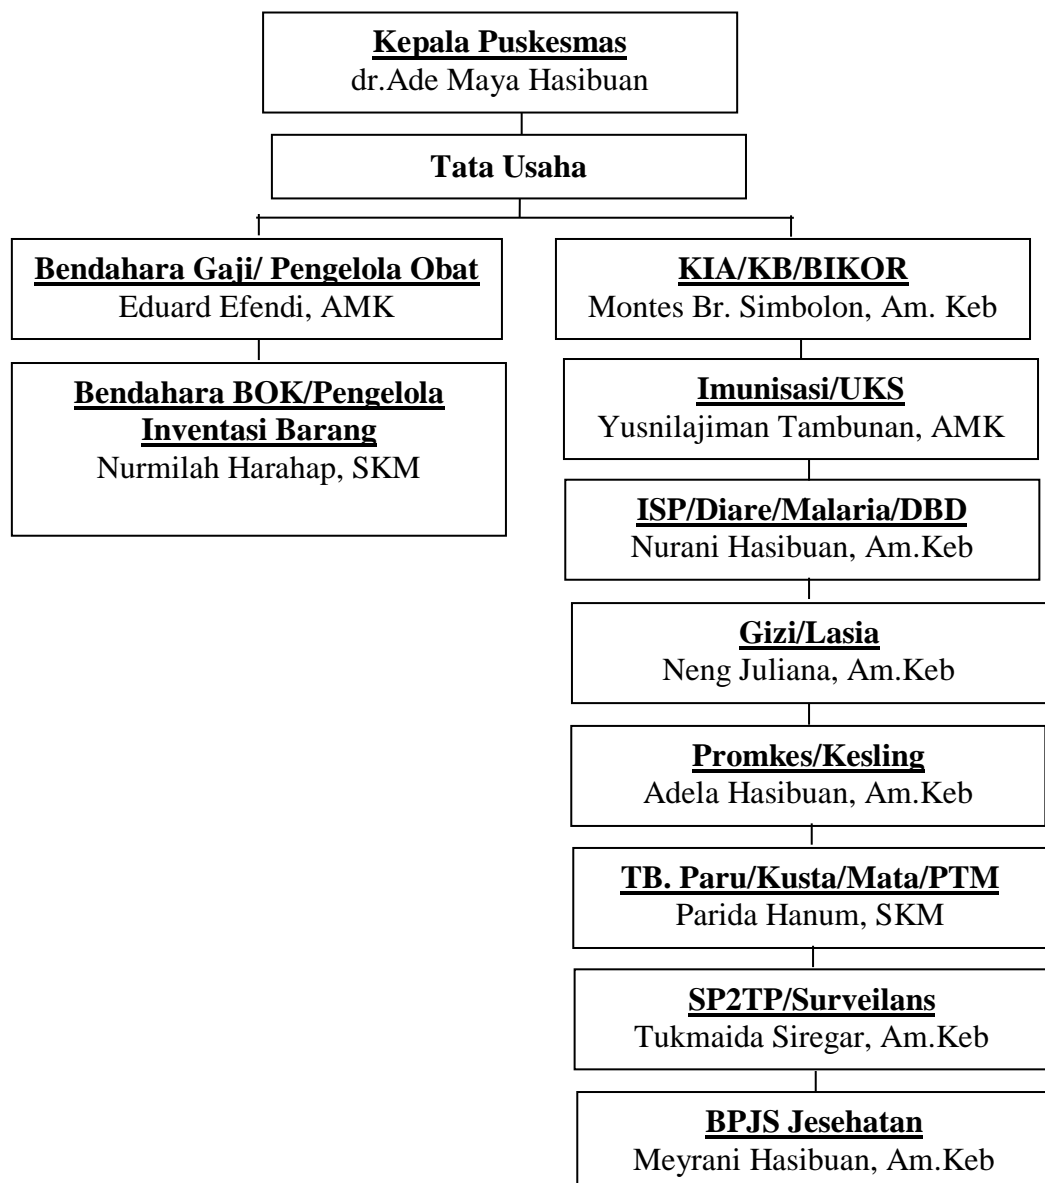 Kepala Puskesmas
dr.Ade Maya Hasibuan
Tata Usaha
Bendahara Gaji/ Pengelola Obat
Eduard Efendi, AMK
Bendahara BOK/Pengelola
Inventasi Barang
Nurmilah Harahap, SKM
KIA/KB/BIKOR
Montes Br. Simbolon, Am. Keb
Imunisasi/UKS
Yusnilajiman Tambunan, AMK
ISP/Diare/Malaria/DBD
Nurani Hasibuan, Am.Keb
Gizi/Lasia
Neng Juliana, Am.Keb
Promkes/Kesling
Adela Hasibuan, Am.Keb
TB. Paru/Kusta/Mata/PTM
Parida Hanum, SKM
SP2TP/Surveilans
Tukmaida Siregar, Am.Keb
BPJS Jesehatan
Meyrani Hasibuan, Am.Keb